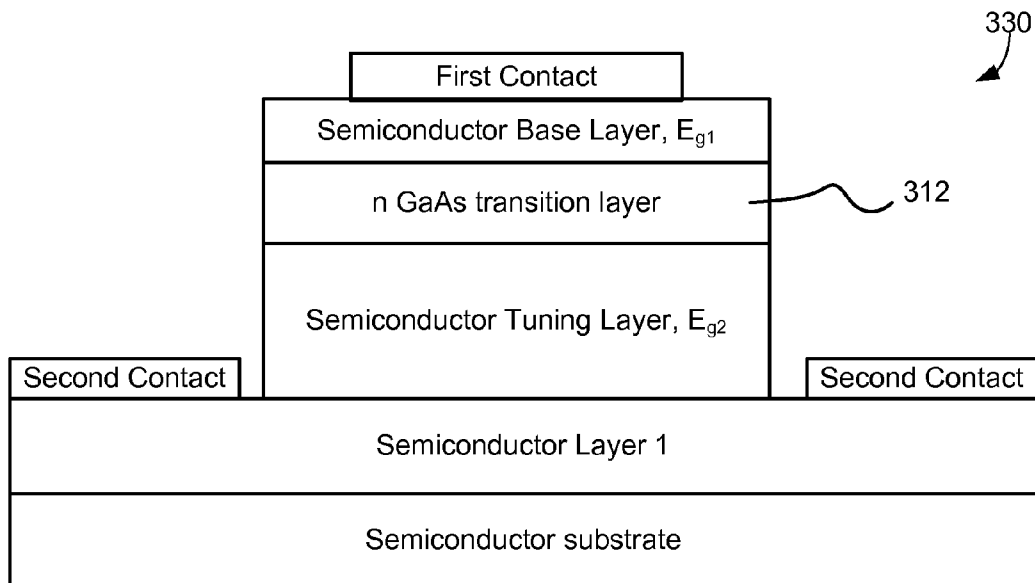 330
First Contact
Semiconductor Base Layer, Eg1
n GaAs transition layer
312
Semiconductor Tuning Layer, Eg2
Second Contact
Second Contact
Semiconductor Layer 1
Semiconductor substrate